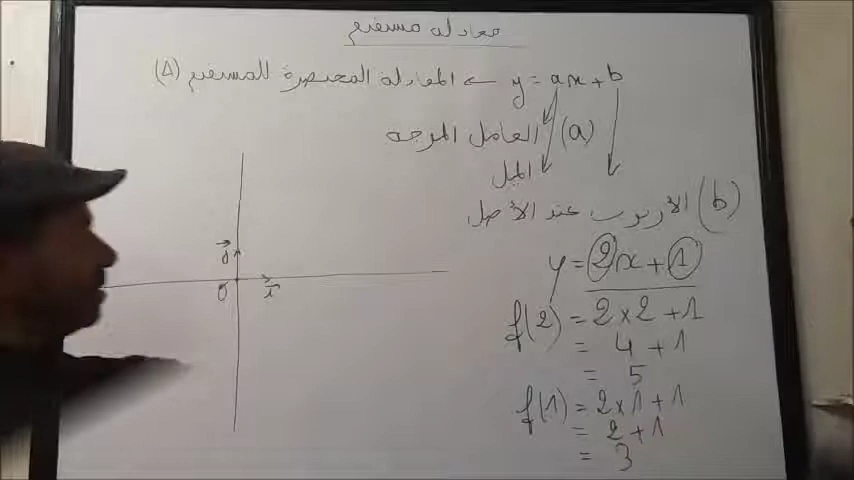 معادلة مستقيم
y = ax + b ← المعادلة المختصرة للمستقيم (Δ)
(a) العامل الموجه
الميل
(b) الأرتوب عند الأصل
y = 2x + 1
f(2) = 2 × 2 + 1
= 4 + 1
= 5
f(1) = 2 × 1 + 1
= 2 + 1
= 3
j
O
i